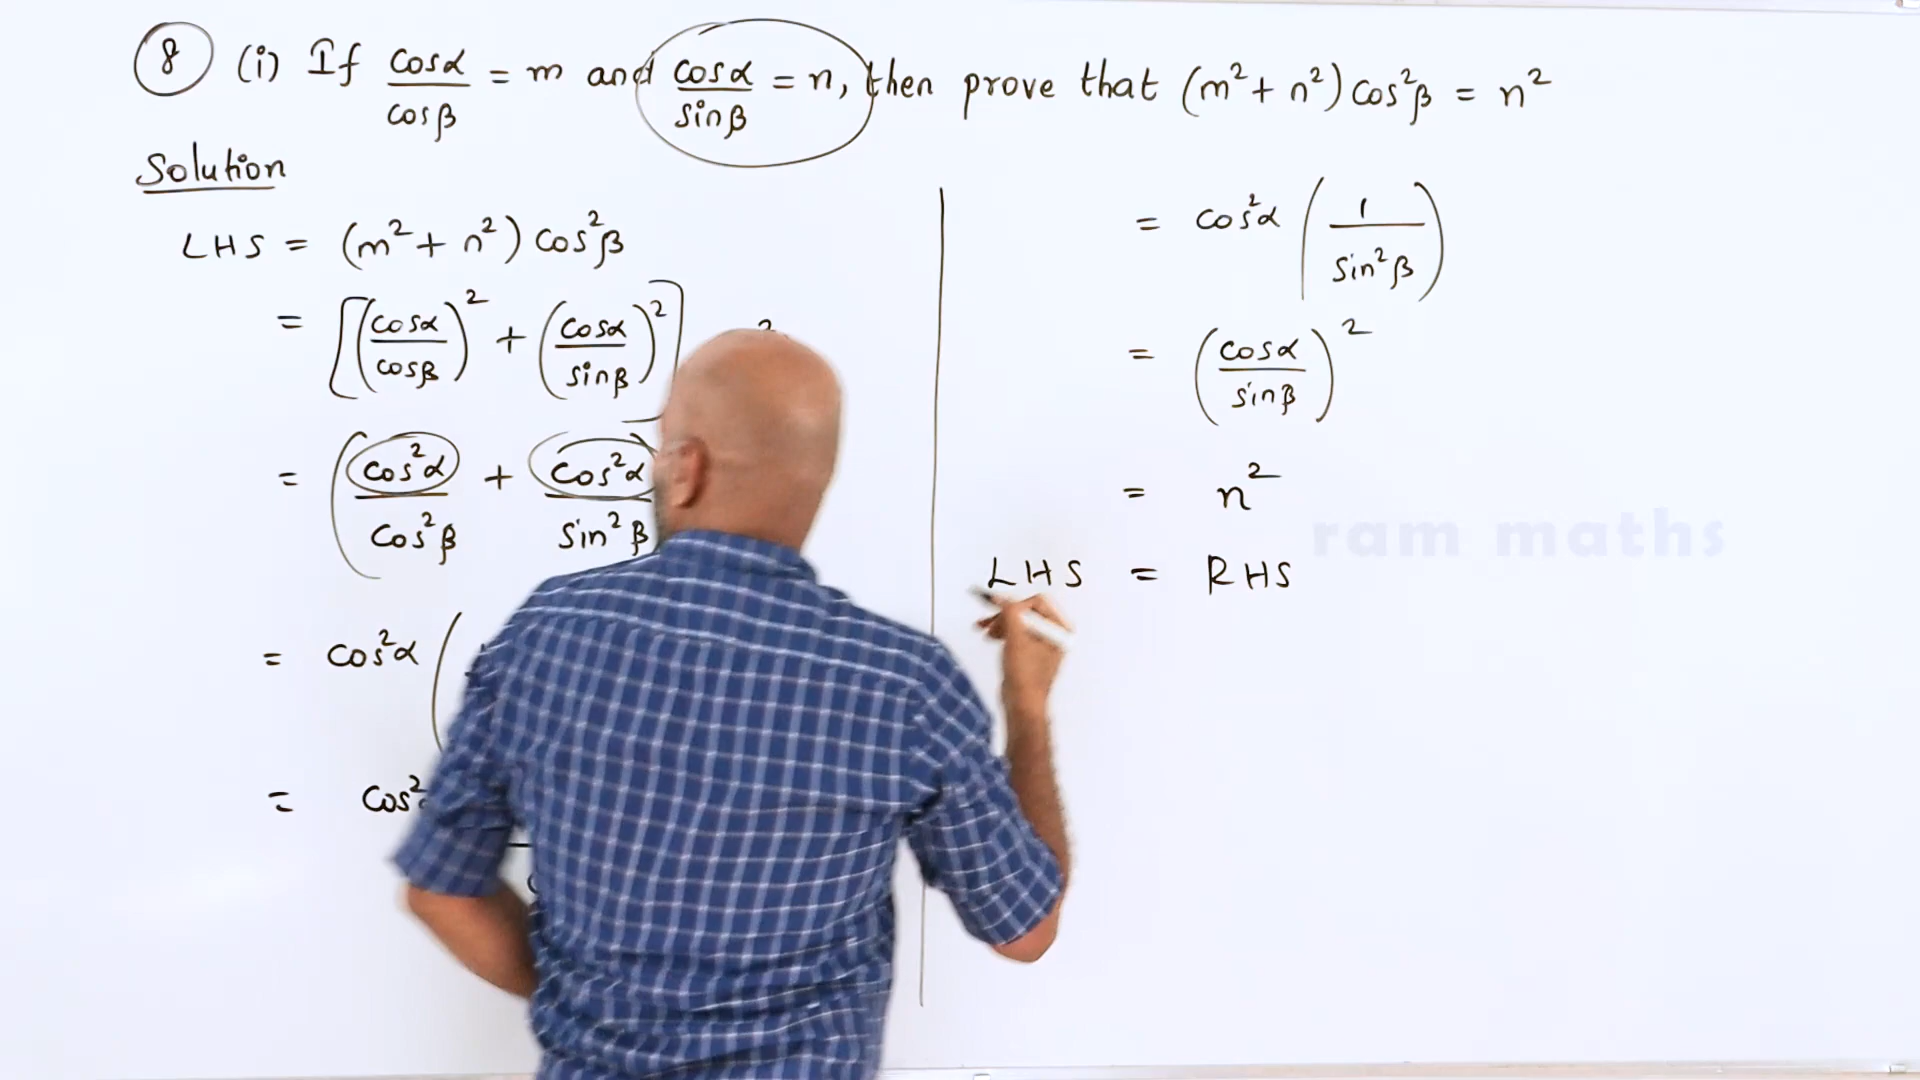 8 (i) If cosα/cosβ = m and cosα/sinβ = n, then prove that (m² + n²) cos²β = n²
Solution
LHS = (m² + n²) cos²β
= [(cosα/cosβ)² + (cosα/sinβ)²] 2
= (cos²α/cos²β + cos²α/sin²β
= cos²α (
= cos²
= cos²α (1/sin²β)
= (cosα/sinβ)²
= n²
LHS = RHS
ram maths